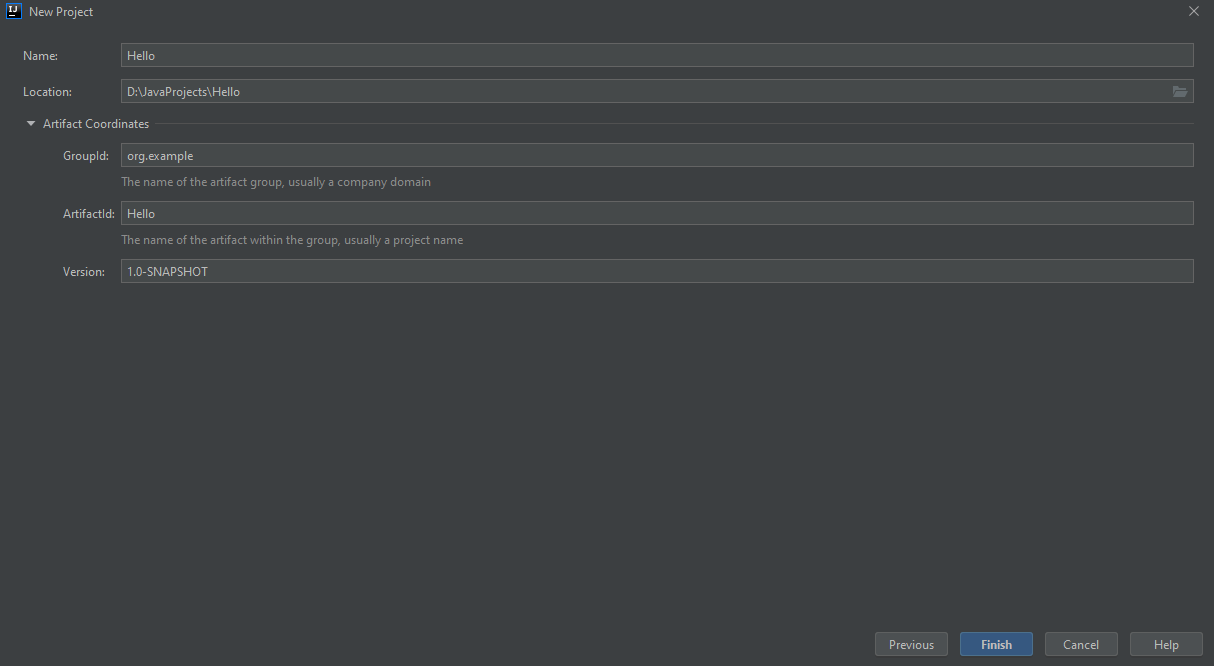 IJ New Project
Name: Hello
Location: D:\JavaProjects\Hello
Artifact Coordinates
GroupId: org.example
The name of the artifact group, usually a company domain
ArtifactId: Hello
The name of the artifact within the group, usually a project name
Version: 1.0-SNAPSHOT
Previous Finish Cancel Help